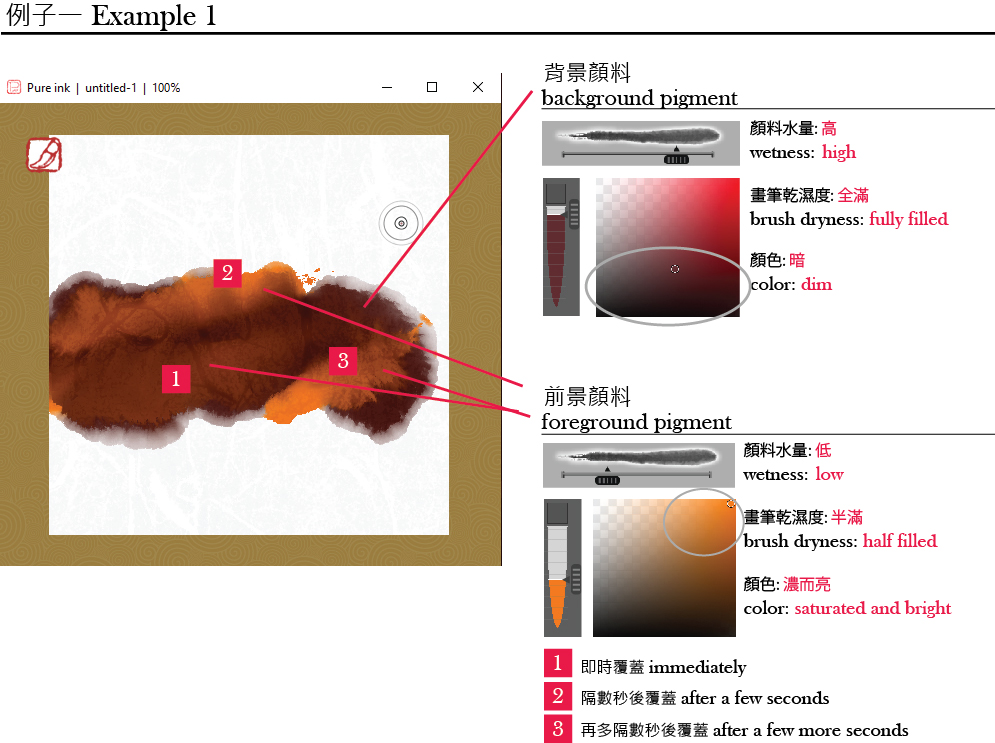 例子一 Example 1
Pure ink | untitled-1 | 100%
2
3
1
背景顏料
background pigment
顏料水量: 高
wetness: high
畫筆乾濕度: 全滿
brush dryness: fully filled
顏色: 暗
color: dim
前景顏料
foreground pigment
顏料水量: 低
wetness: low
畫筆乾濕度: 半滿
brush dryness: half filled
顏色: 濃而亮
color: saturated and bright
1 即時覆蓋 immediately
2 隔數秒後覆蓋 after a few seconds
3 再多隔數秒後覆蓋 after a few more seconds